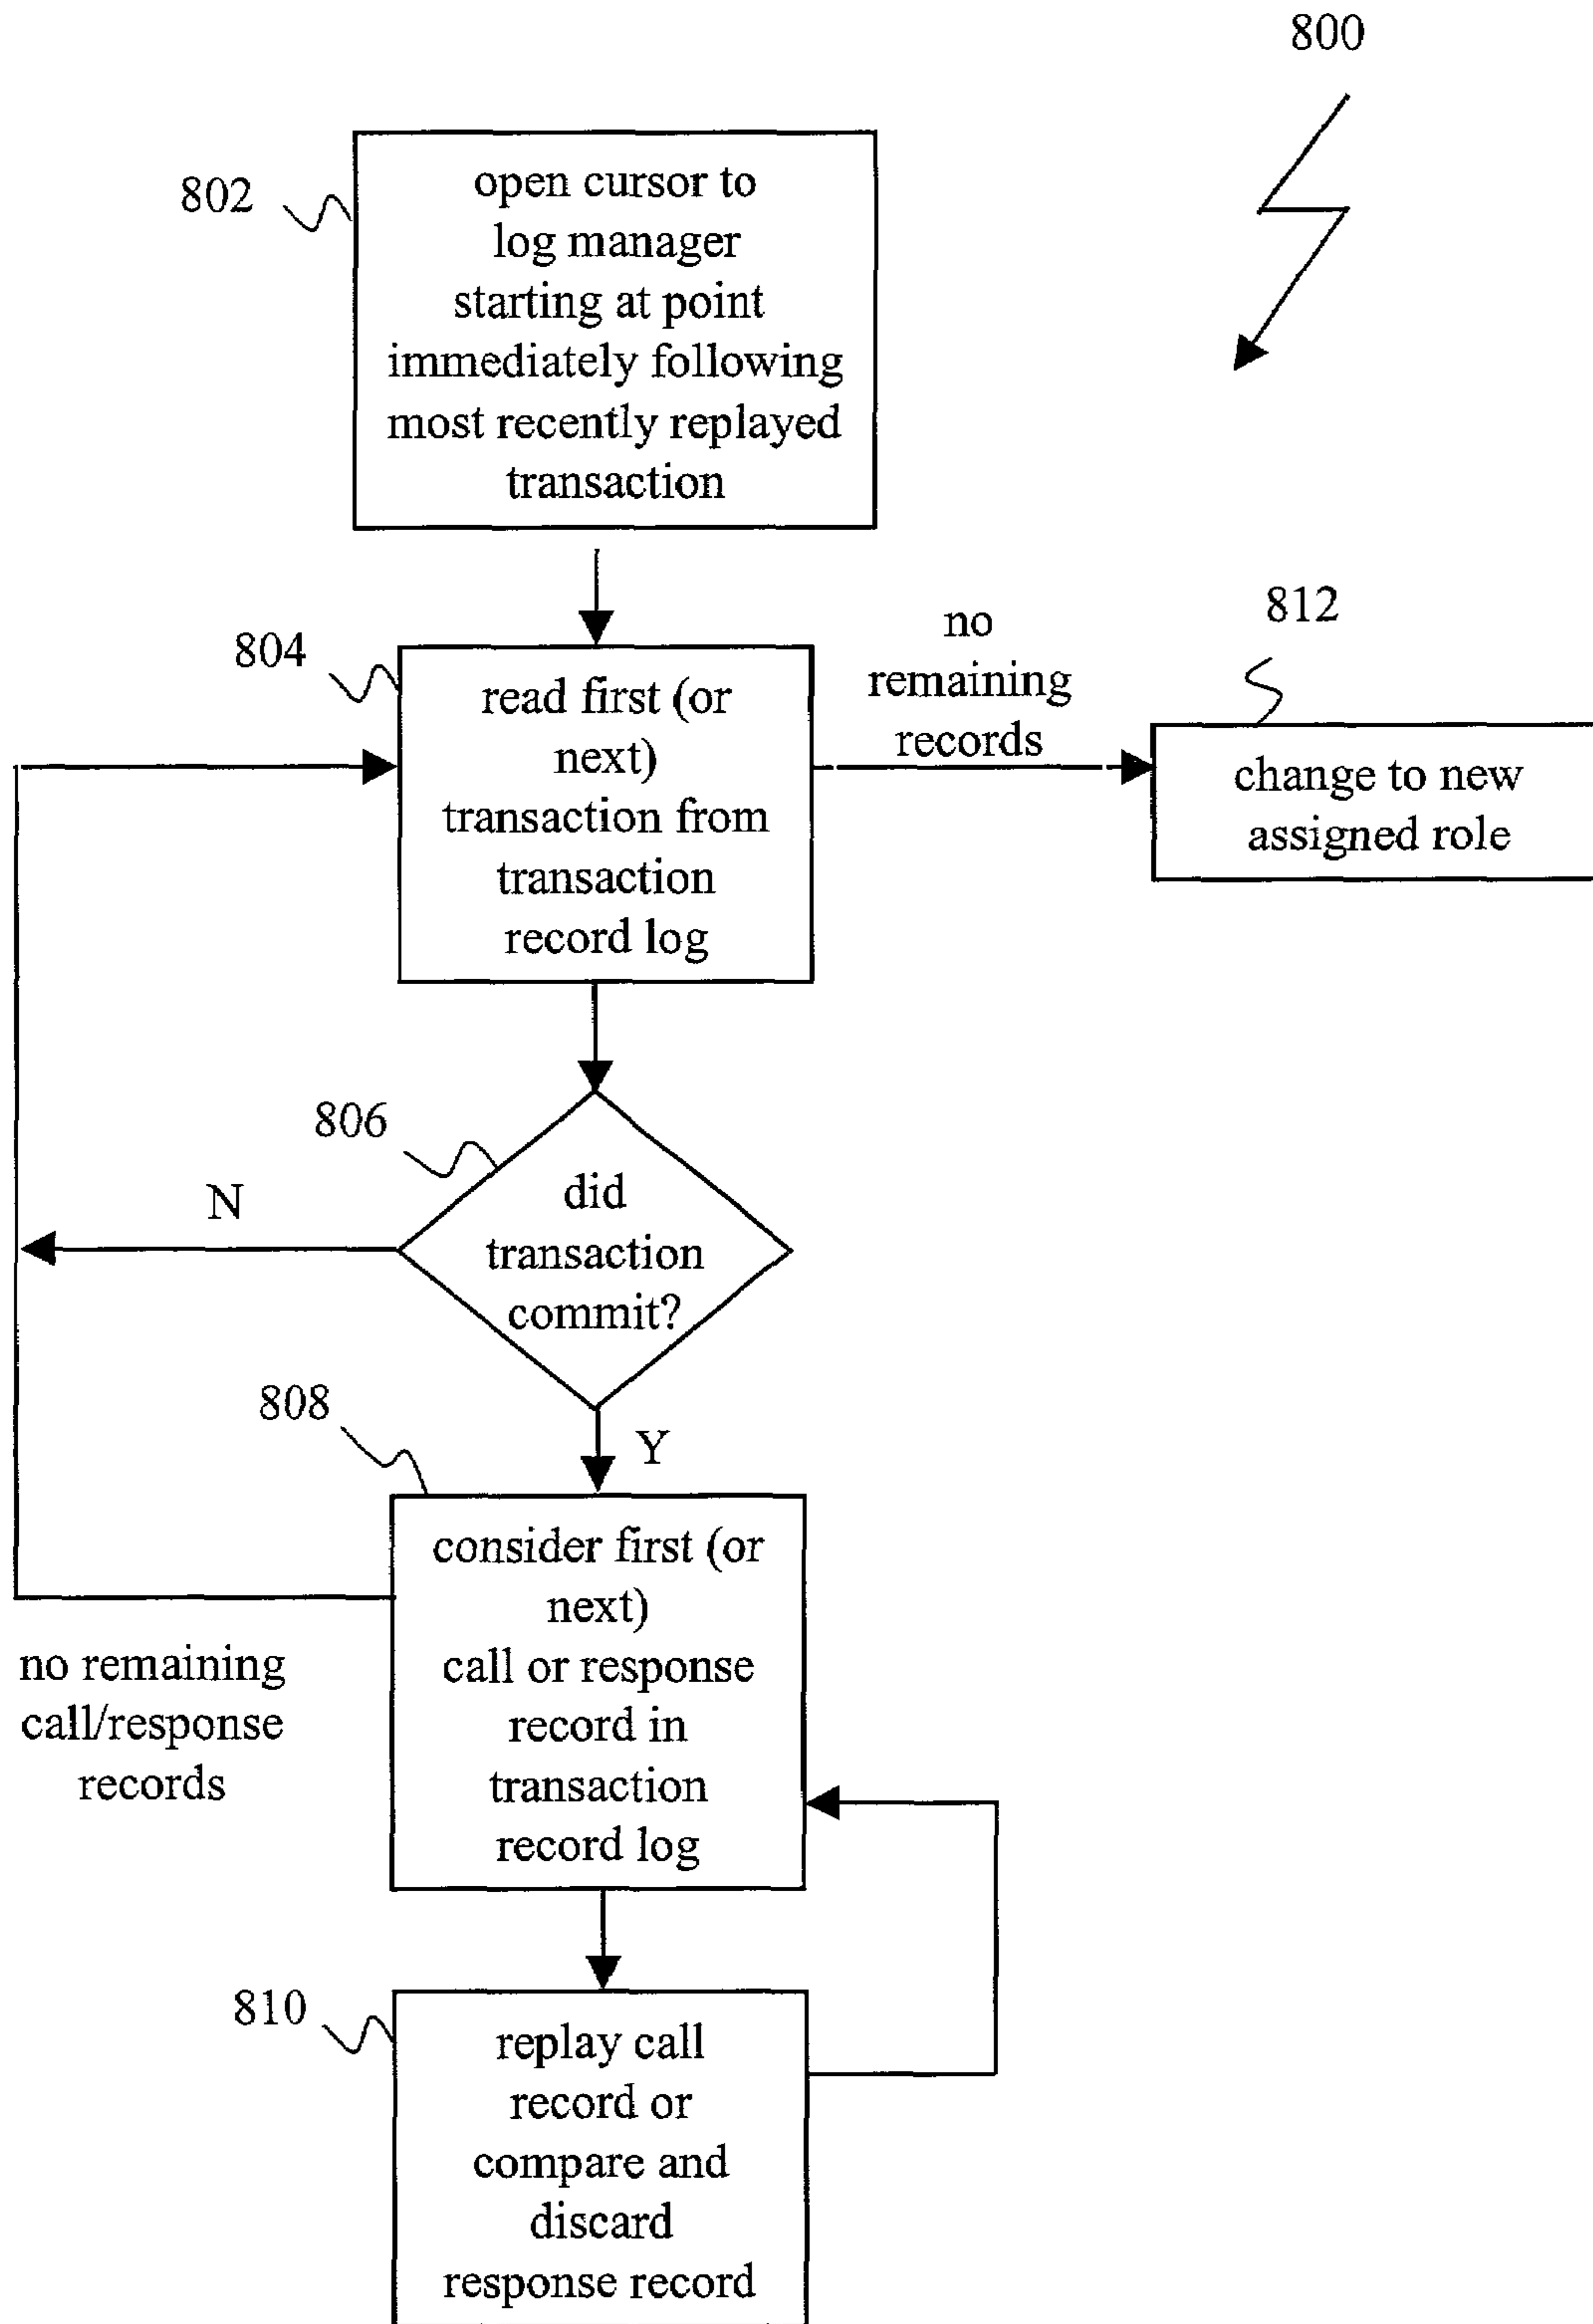 800
802
open cursor to
log manager
starting at point
immediately following
most recently replayed
transaction
804
read first (or
next)
transaction from
transaction
record log
no
remaining
records
812
change to new
assigned role
806
did
transaction
commit?
N
Y
808
consider first (or
next)
call or response
record in
transaction
record log
no remaining
call/response
records
810
replay call
record or
compare and
discard
response record